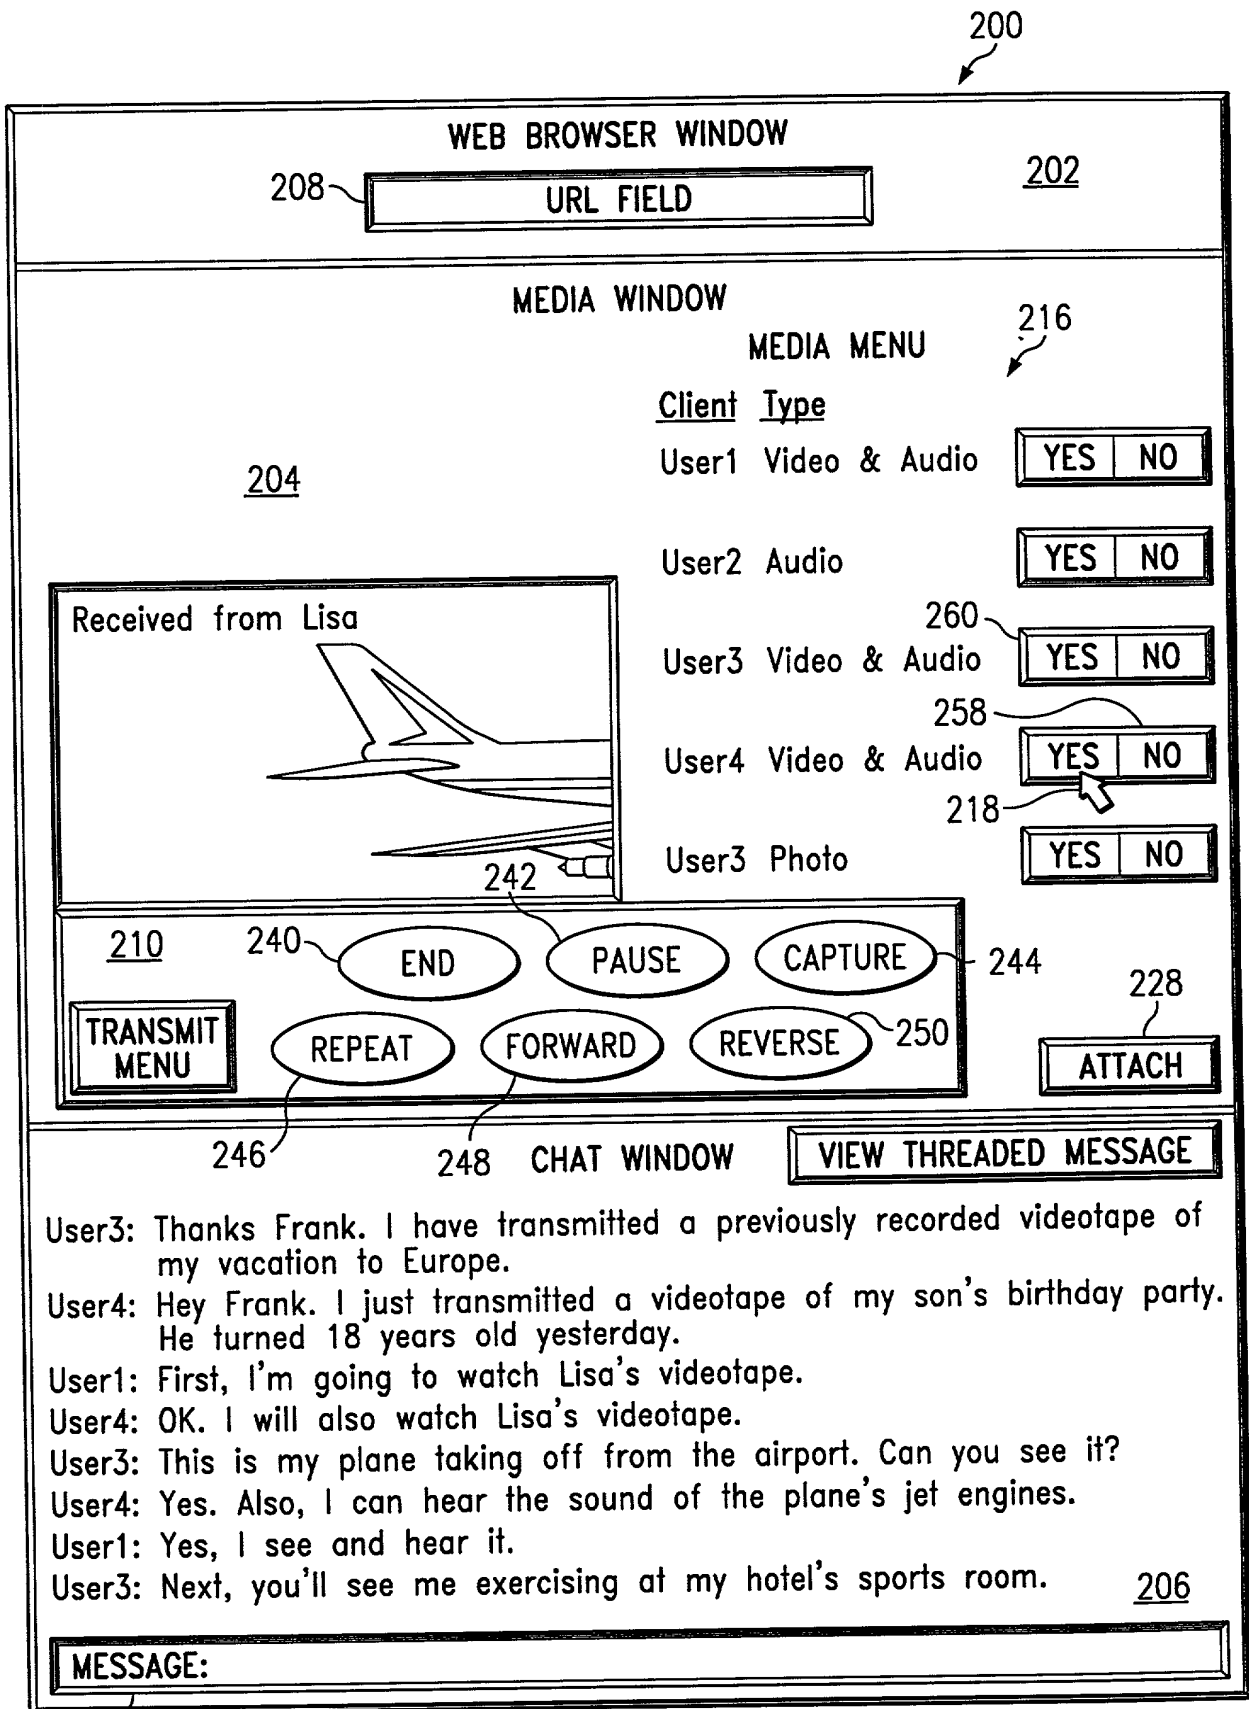 200
WEB BROWSER WINDOW
202
208
URL FIELD
MEDIA WINDOW
216
MEDIA MENU
Client Type
User1 Video & Audio YES NO
204
User2 Audio YES NO
Received from Lisa
260
User3 Video & Audio YES NO
258
User4 Video & Audio YES NO
218
User3 Photo YES NO
242
210 240 END PAUSE CAPTURE 244
228
TRANSMIT
MENU
REPEAT FORWARD REVERSE 250
ATTACH
246 248 CHAT WINDOW VIEW THREADED MESSAGE
User3: Thanks Frank. I have transmitted a previously recorded videotape of
my vacation to Europe.
User4: Hey Frank. I just transmitted a videotape of my son's birthday party.
He turned 18 years old yesterday.
User1: First, I'm going to watch Lisa's videotape.
User4: OK. I will also watch Lisa's videotape.
User3: This is my plane taking off from the airport. Can you see it?
User4: Yes. Also, I can hear the sound of the plane's jet engines.
User1: Yes, I see and hear it.
User3: Next, you'll see me exercising at my hotel's sports room.
206
MESSAGE: